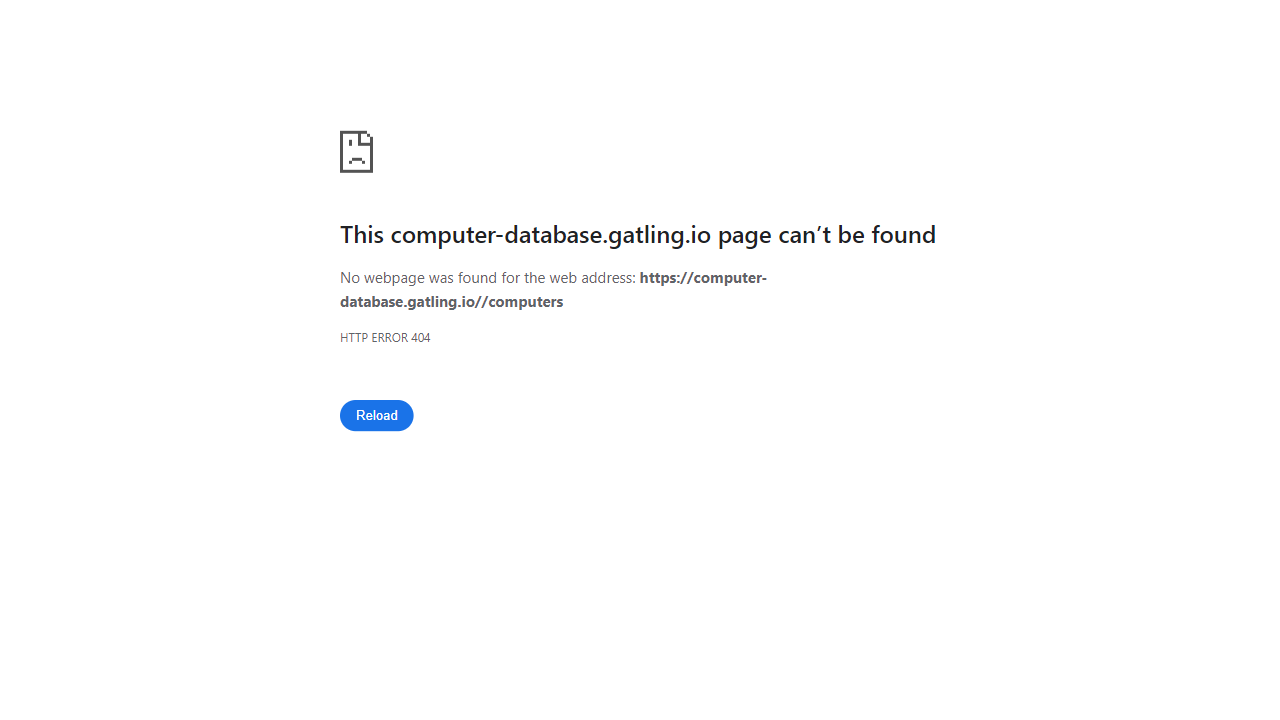 This computer-database.gatling.io page can’t be found
No webpage was found for the web address: https://computer-
database.gatling.io//computers
HTTP ERROR 404
Reload